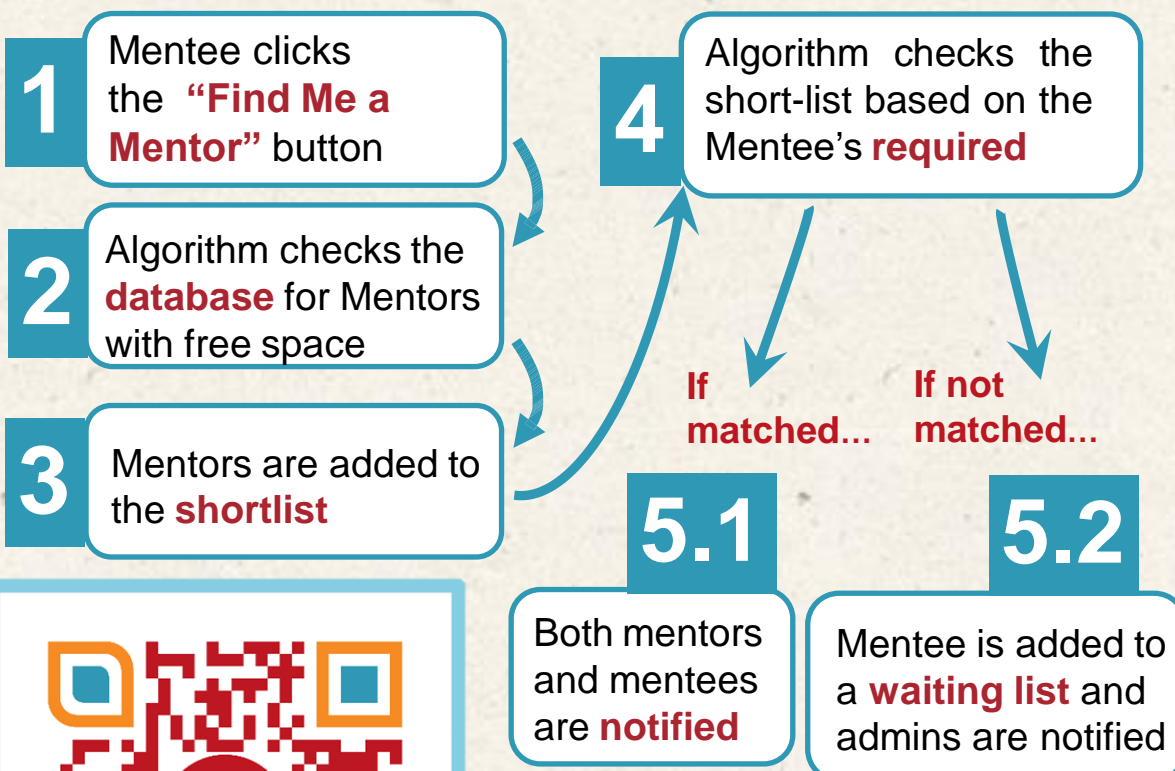 1
Mentee clicks
the “Find Me a
Mentor” button
2
Algorithm checks the
database for Mentors
with free space
3
Mentors are added to
the shortlist
4
Algorithm checks the
short-list based on the
Mentee’s required
If
matched...
If not
matched...
5.1
Both mentors
and mentees
are notified
5.2
Mentee is added to
a waiting list and
admins are notified